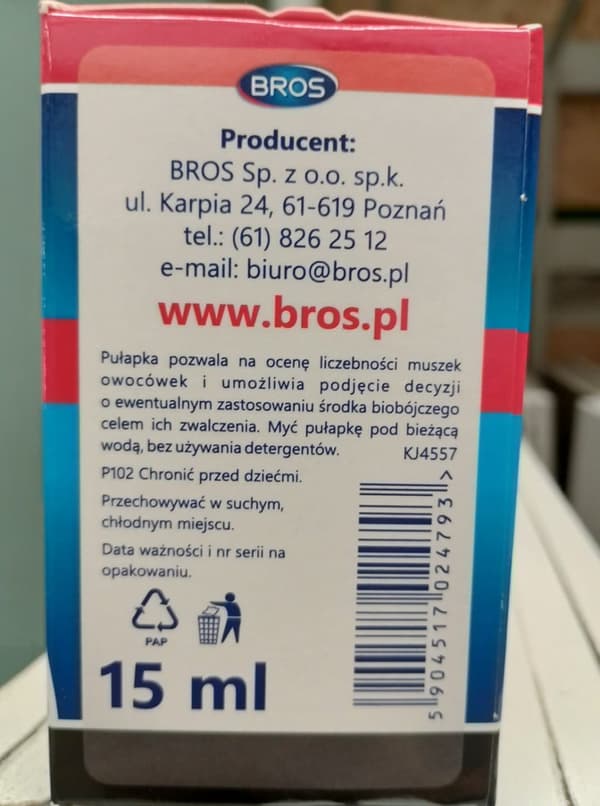 BROS
Producent:
BROS Sp. z o.o. sp.k.
ul. Karpia 24, 61-619 Poznań
tel.: (61) 826 25 12
e-mail: biuro@bros.pl
www.bros.pl
Pułapka pozwala na ocenę liczebności muszek
owocówek i umożliwia podjęcie decyzji
o ewentualnym zastosowaniu środka biobójczego
celem ich zwalczenia. Myć pułapkę pod bieżącą
wodą, bez używania detergentów. KJ4557
P102 Chronić przed dziećmi.
Przechowywać w suchym,
chłodnym miejscu.
Data ważności i nr serii na
opakowaniu.
PAP
15 ml
5 904517 024793 >